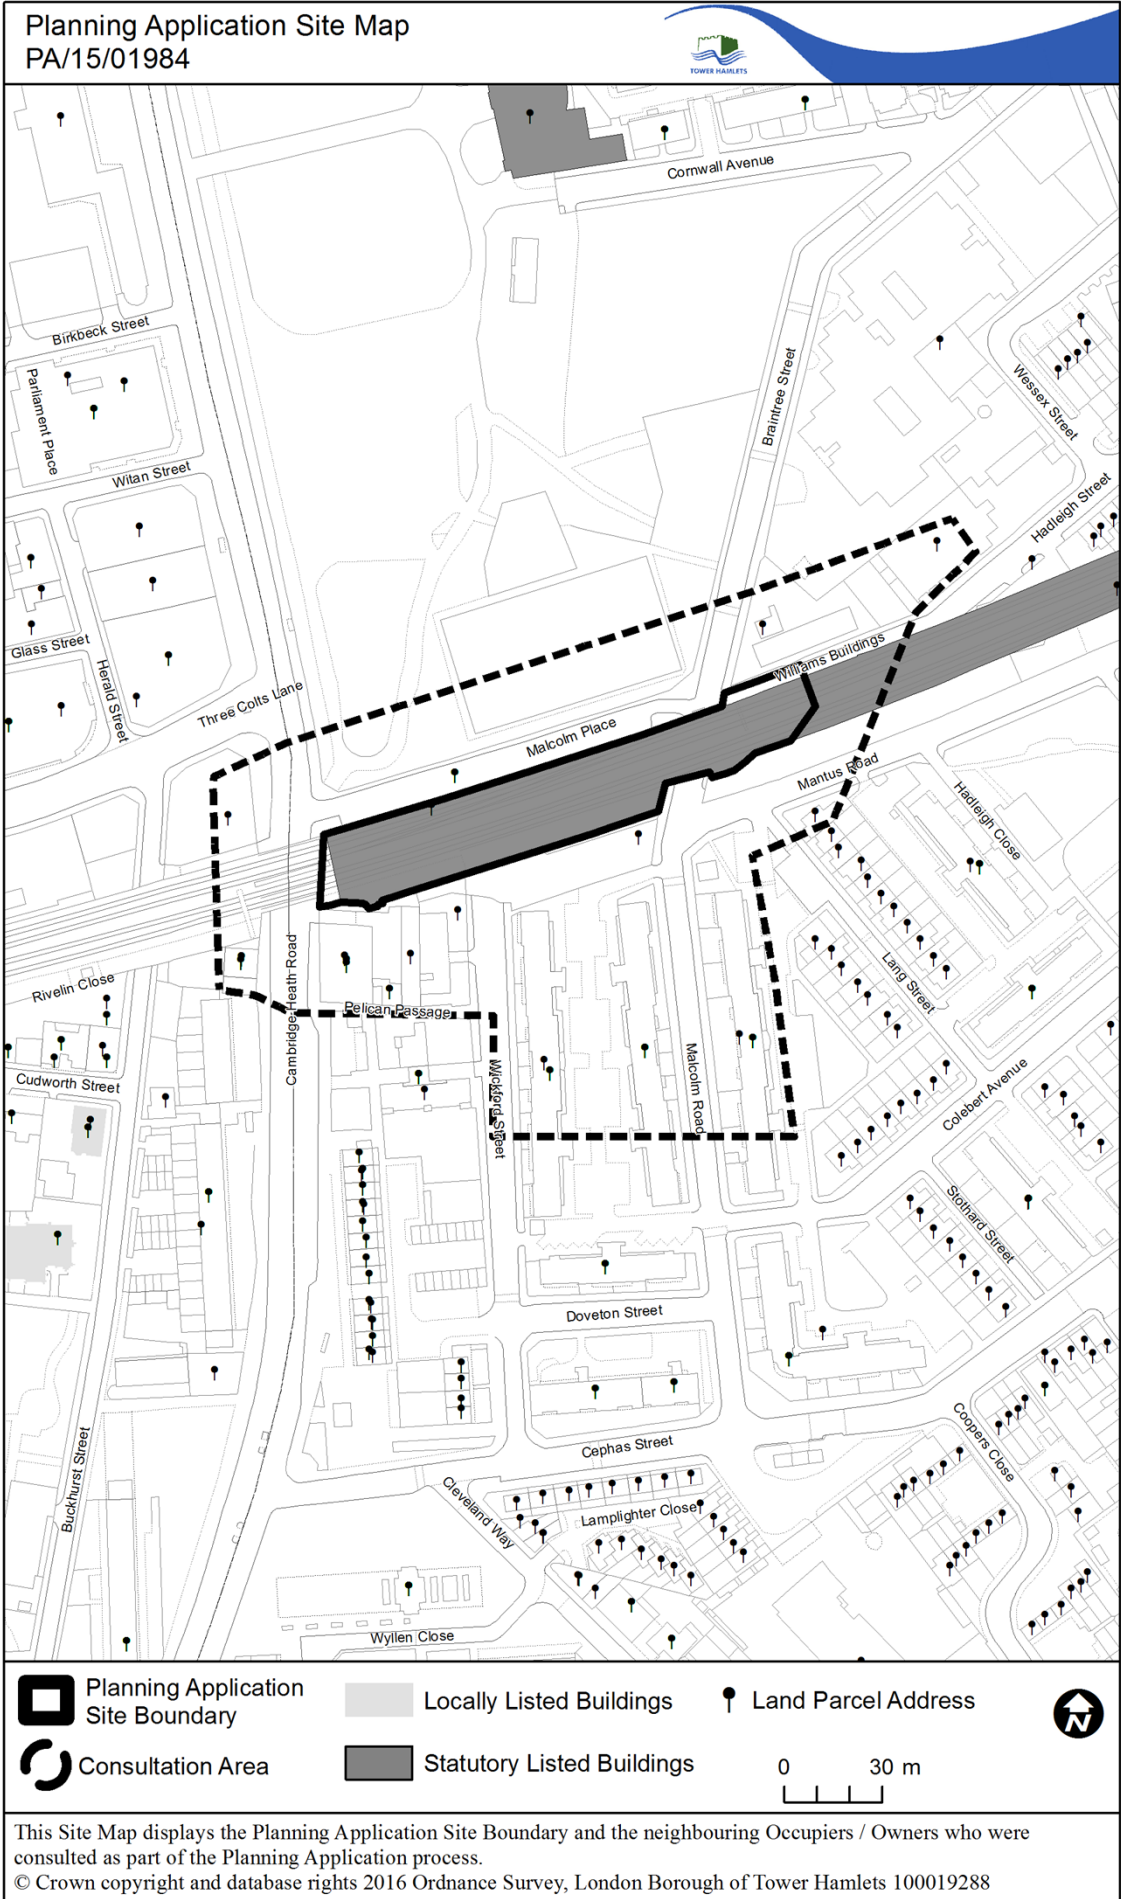 Planning Application Site Map
PA/15/01984
TOWER HAMLETS
Cornwall Avenue
Birkbeck Street
Parliament Place
Witan Street
Braintree Street
Wessex Street
Hadleigh Street
Glass Street
Herald Street
Three Colts Lane
Williams Buildings
Malcolm Place
Mantus Road
Hadleigh Close
Rivelin Close
Cambridge Heath Road
Pelican Passage
Lang Street
Cudworth Street
Wickford Street
Malcolm Road
Colebert Avenue
Stothard Street
Doveton Street
Buckhurst Street
Cephas Street
Coopers Close
Cleveland Way
Lamplighter Close
Wyllen Close
Planning Application
Site Boundary
Locally Listed Buildings
Land Parcel Address
N
Consultation Area
Statutory Listed Buildings
0 30 m
This Site Map displays the Planning Application Site Boundary and the neighbouring Occupiers / Owners who were
consulted as part of the Planning Application process.
© Crown copyright and database rights 2016 Ordnance Survey, London Borough of Tower Hamlets 100019288